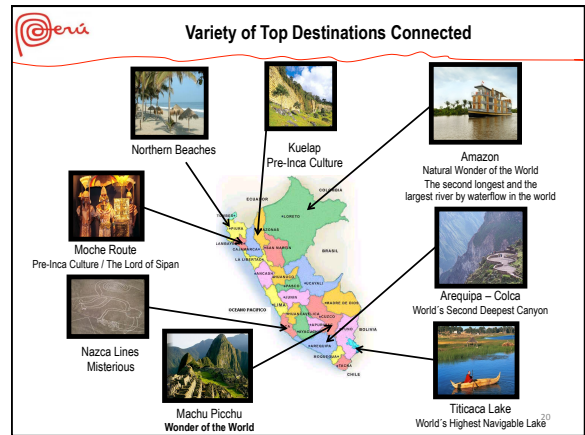 Perú
Variety of Top Destinations Connected
Northern Beaches
Kuelap
Pre-Inca Culture
Amazon
Natural Wonder of the World
The second longest and the
largest river by waterflow in the world
Moche Route
Pre-Inca Culture / The Lord of Sipan
Nazca Lines
Misterious
Machu Picchu
Wonder of the World
Arequipa – Colca
World´s Second Deepest Canyon
Titicaca Lake
World´s Highest Navigable Lake
20
ECUADOR
COLOMBIA
TUMBES
LORETO
PIURA
CAJAMARCA
SAN MARTIN
LA LIBERTAD
BRASIL
ANCASH
HUANUCO
PASCO
UCAYALI
JUNIN
LIMA
MADRE DE DIOS
OCEANO PACIFICO
HUANCAVELICA
CUZCO
PUNO
BOLIVIA
AREQUIPA
MOQUEGUA
TACNA
CHILE